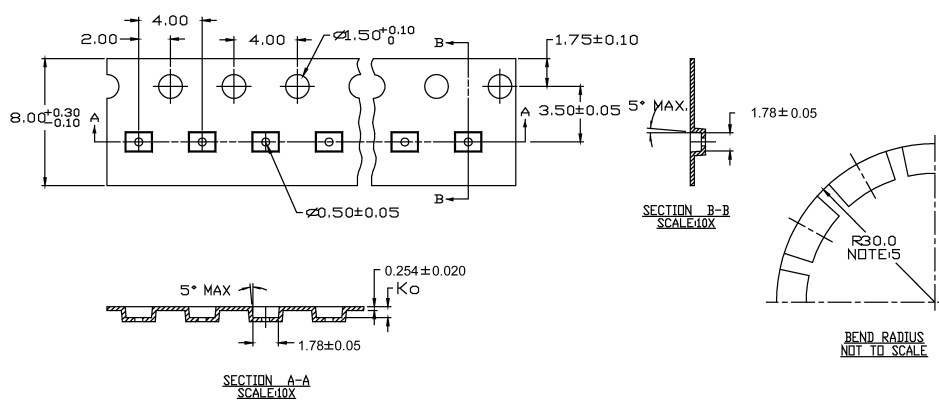 4.00
2.00
4.00
Ø1.50 +0.10 0
B
1.75±0.10
8.00 +0.30 -0.10
A
A
3.50±0.05
5° MAX.
1.78±0.05
Ø0.50±0.05
B
SECTION B-B
SCALE:10X
R30.0
NOTE:5
5° MAX
0.254±0.020
Ko
1.78±0.05
SECTION A-A
SCALE:10X
BEND RADIUS
NOT TO SCALE